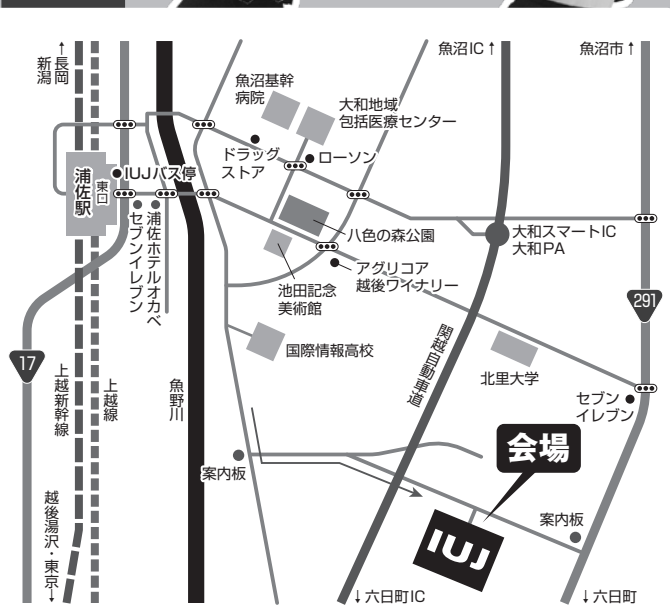 ↑長岡
新潟
魚沼IC↑
魚沼市↑
魚沼基幹
病院
大和地域
包括医療センター
ドラッグ
ストア
ローソン
IUJバス停
浦佐駅
東口
セブンイレブン
浦佐ホテルオカベ
八色の森公園
アグリコア
越後ワイナリー
池田記念
美術館
大和スマートIC
大和PA
291
17
国際情報高校
関越自動車道
北里大学
セブン
イレブン
上越新幹線
上越線
魚野川
案内板
会場
IUJ
案内板
越後湯沢・東京↓
↓六日町IC
↓六日町